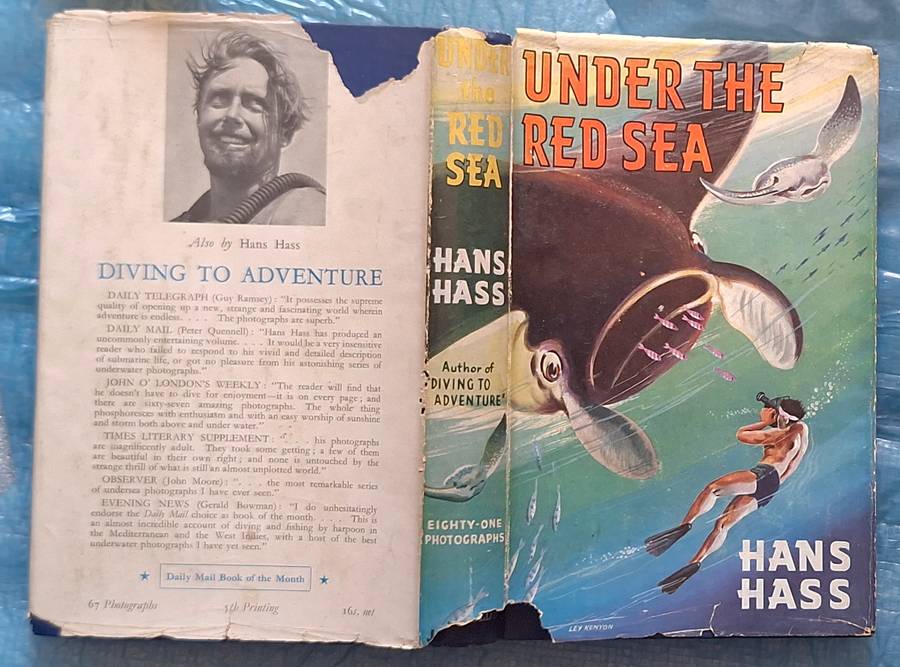 Also by Hans Hass
DIVING TO ADVENTURE
DAILY TELEGRAPH (Guy Ramsey): "It possesses the supreme
quality of opening up a new, strange and fascinating world wherein
adventure is endless. . . . The photographs are superb."
DAILY MAIL (Peter Quennell): "Hans Hass has produced an
uncommonly entertaining volume. . . . It would be a very insensitive
reader who failed to respond to his vivid and detailed description
of submarine life, or got no pleasure from his astonishing series of
underwater photographs."
JOHN O' LONDON'S WEEKLY: "The reader will find that
he doesn't have to dive for enjoyment—it is on every page; and
there are sixty-seven amazing photographs. The whole thing
phosphoresces with enthusiasm and with an easy worship of sunshine
and storm both above and under water."
TIMES LITERARY SUPPLEMENT: ". . . his photographs
are magnificently adult. They took some getting; a few of them
are beautiful in their own right; and none is untouched by the
strange thrill of what is still an almost unplotted world."
OBSERVER (John Moore): ". . . the most remarkable series
of undersea photographs I have ever seen."
EVENING NEWS (Gerald Bowman): "I do unhesitatingly
endorse the Daily Mail choice as book of the month. . . . This is
an almost incredible account of diving and fishing by harpoon in
the Mediterranean and the West Indies, with a host of the best
underwater photographs I have yet seen."
Daily Mail Book of the Month
67 Photographs 5th Printing 16s. net
UNDER
the
RED
SEA
HANS
HASS
Author of
"DIVING TO
ADVENTURE"
EIGHTY-ONE
PHOTOGRAPHS
UNDER THE
RED SEA
HANS
HASS
LEY KENYON